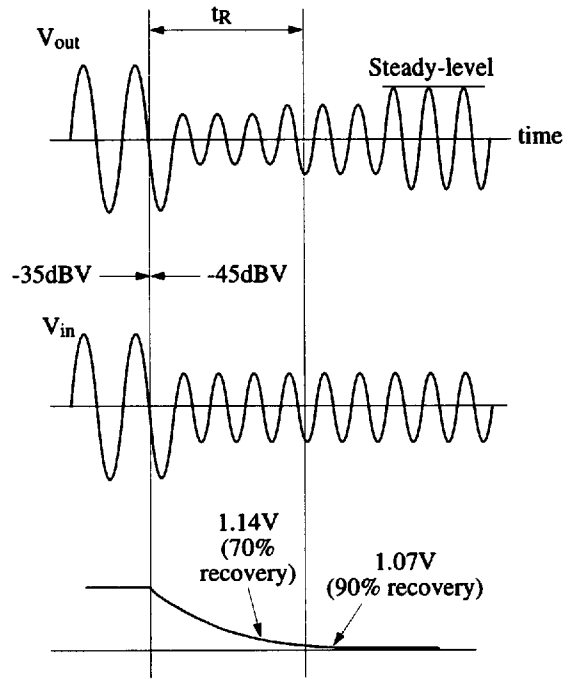 tR
Vout
Steady-level
time
-35dBV
-45dBV
Vin
1.14V
(70%
recovery)
1.07V
(90% recovery)